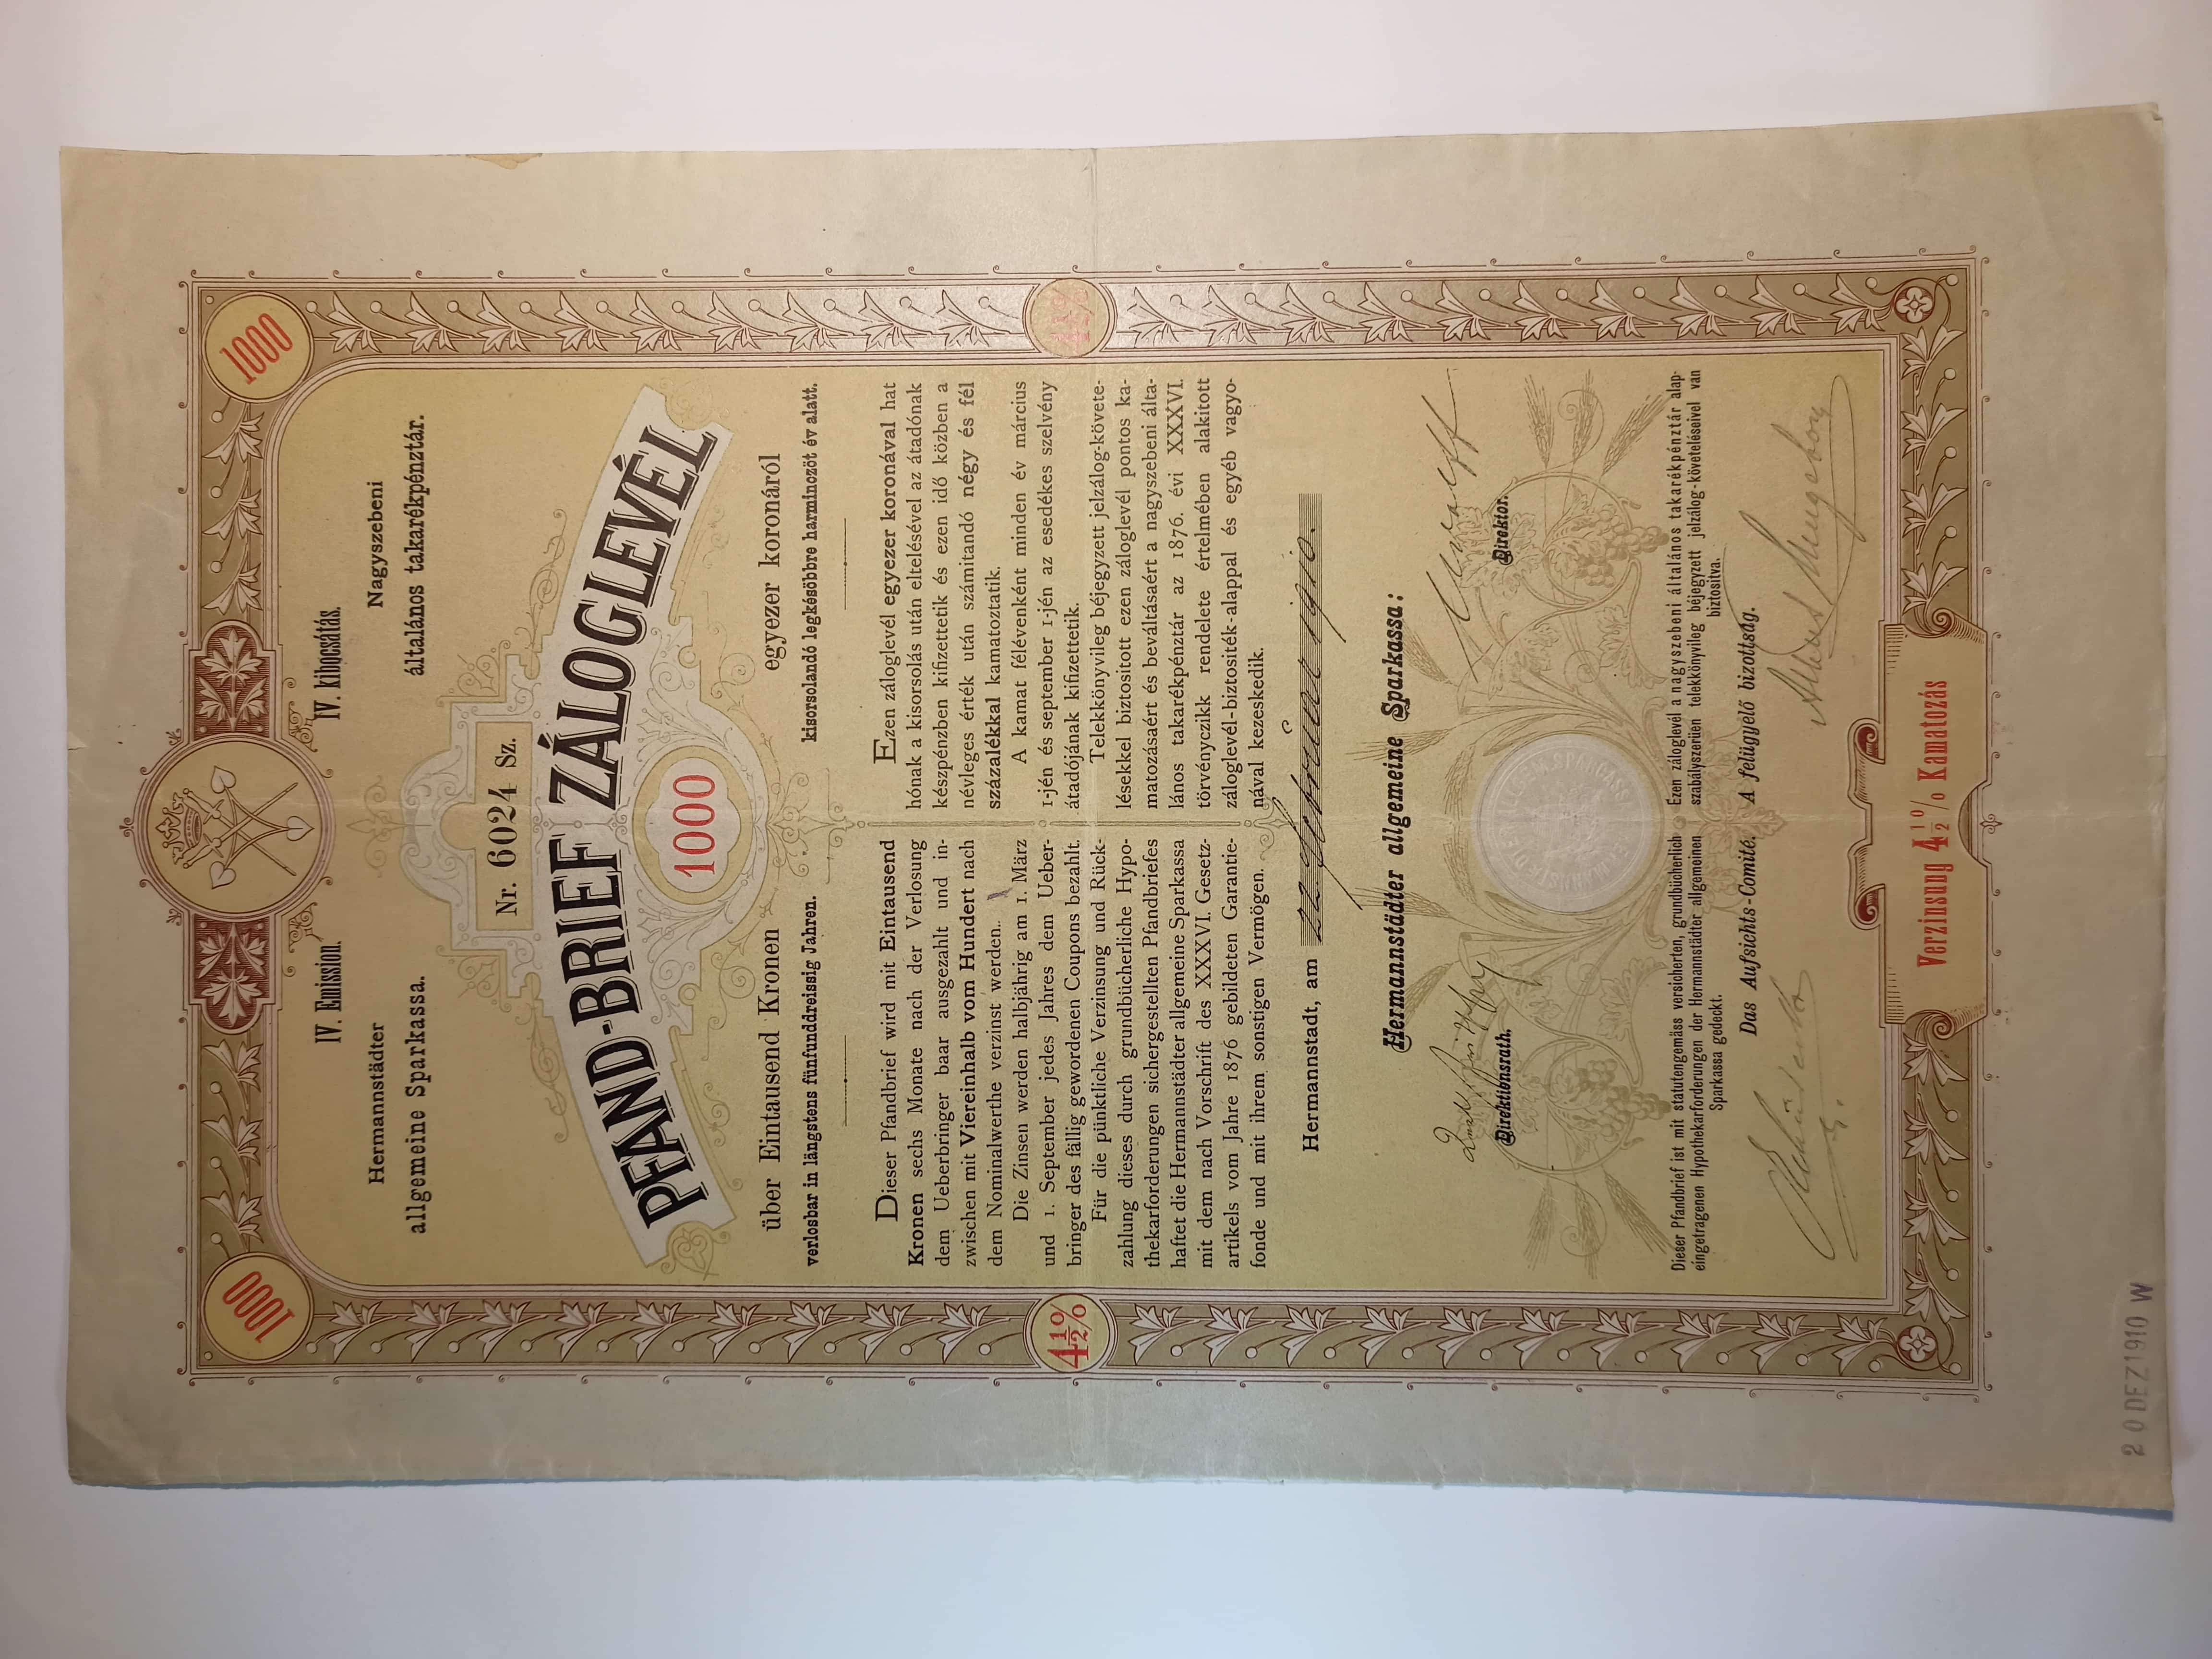 1000
1000
IV. Emission.
IV. kibocsátás.
Hermannstädter
allgemeine Sparkassa.
Nagyszebeni
általános takarékpénztár.
Nr. 6024 Sz.
PFAND-BRIEF ZÁLOGLEVÉL
1000
über Eintausend Kronen
verlosbar in längstens fünfunddreissig Jahren.
egyezer koronáról
kisorsolandó legkésöbbre harminczöt év alatt.
Dieser Pfandbrief wird mit Eintausend
Kronen sechs Monate nach der Verlosung
dem Ueberbringer baar ausgezahlt und in-
zwischen mit Viereinhalb vom Hundert nach
dem Nominalwerthe verzinst werden.
Die Zinsen werden halbjährig am 1. März
und 1. September jedes Jahres dem Ueber-
bringer des fällig gewordenen Coupons bezahlt.
Für die pünktliche Verzinsung und Rück-
zahlung dieses durch grundbücherliche Hypo-
thekarforderungen sichergestellten Pfandbriefes
haftet die Hermannstädter allgemeine Sparkassa
mit dem nach Vorschrift des XXXVI. Gesetz-
artikels vom Jahre 1876 gebildeten Garantie-
fonde und mit ihrem sonstigen Vermögen.
Ezen záloglevél egyezer koronával hat
hónak a kisorsolás után elteltésével az átadónak
készpénzben kifizettetik és ezen idő közben a
névleges érték után számitandó négy és fél
százalékkal kamatoztatik.
A kamat félévenként minden év március
1-jén és september 1-jén az esedékes szelvény
átadójának kifizettetik.
Telekkönyvileg béjegyzett jelzálog-követe-
lésekkel biztositott ezen záloglevél pontos ka-
matozásaért és beváltásaért a nagyszebeni álta-
lános takarékpénztár az 1876. évi XXXVI.
törvényczikk rendelete értelmében alakitott
záloglevél-biztositék-alappal és egyéb vagyo-
nával kezeskedik.
4½%
4½%
Hermannstadt, am 22. Februar 1910.
Hermannstädter allgemeine Sparkassa:
Direktionsrath.
Direktor.
Dieser Pfandbrief ist mit statutengemäss versicherten, grundbücherlich
eingetragenen Hypothekarforderungen der Hermannstädter allgemeinen
Sparkassa gedeckt.
Ezen záloglevél a nagyszebeni általános takarékpénztár alap-
szabályszerüen telekkönyvileg béjegyzett jelzálog-követeléseivel van
biztositva.
Das Aufsichts-Comité. A felügyelő bizottság.
Verzinsung 4½% Kamatozás
20 DEZ 1910 W